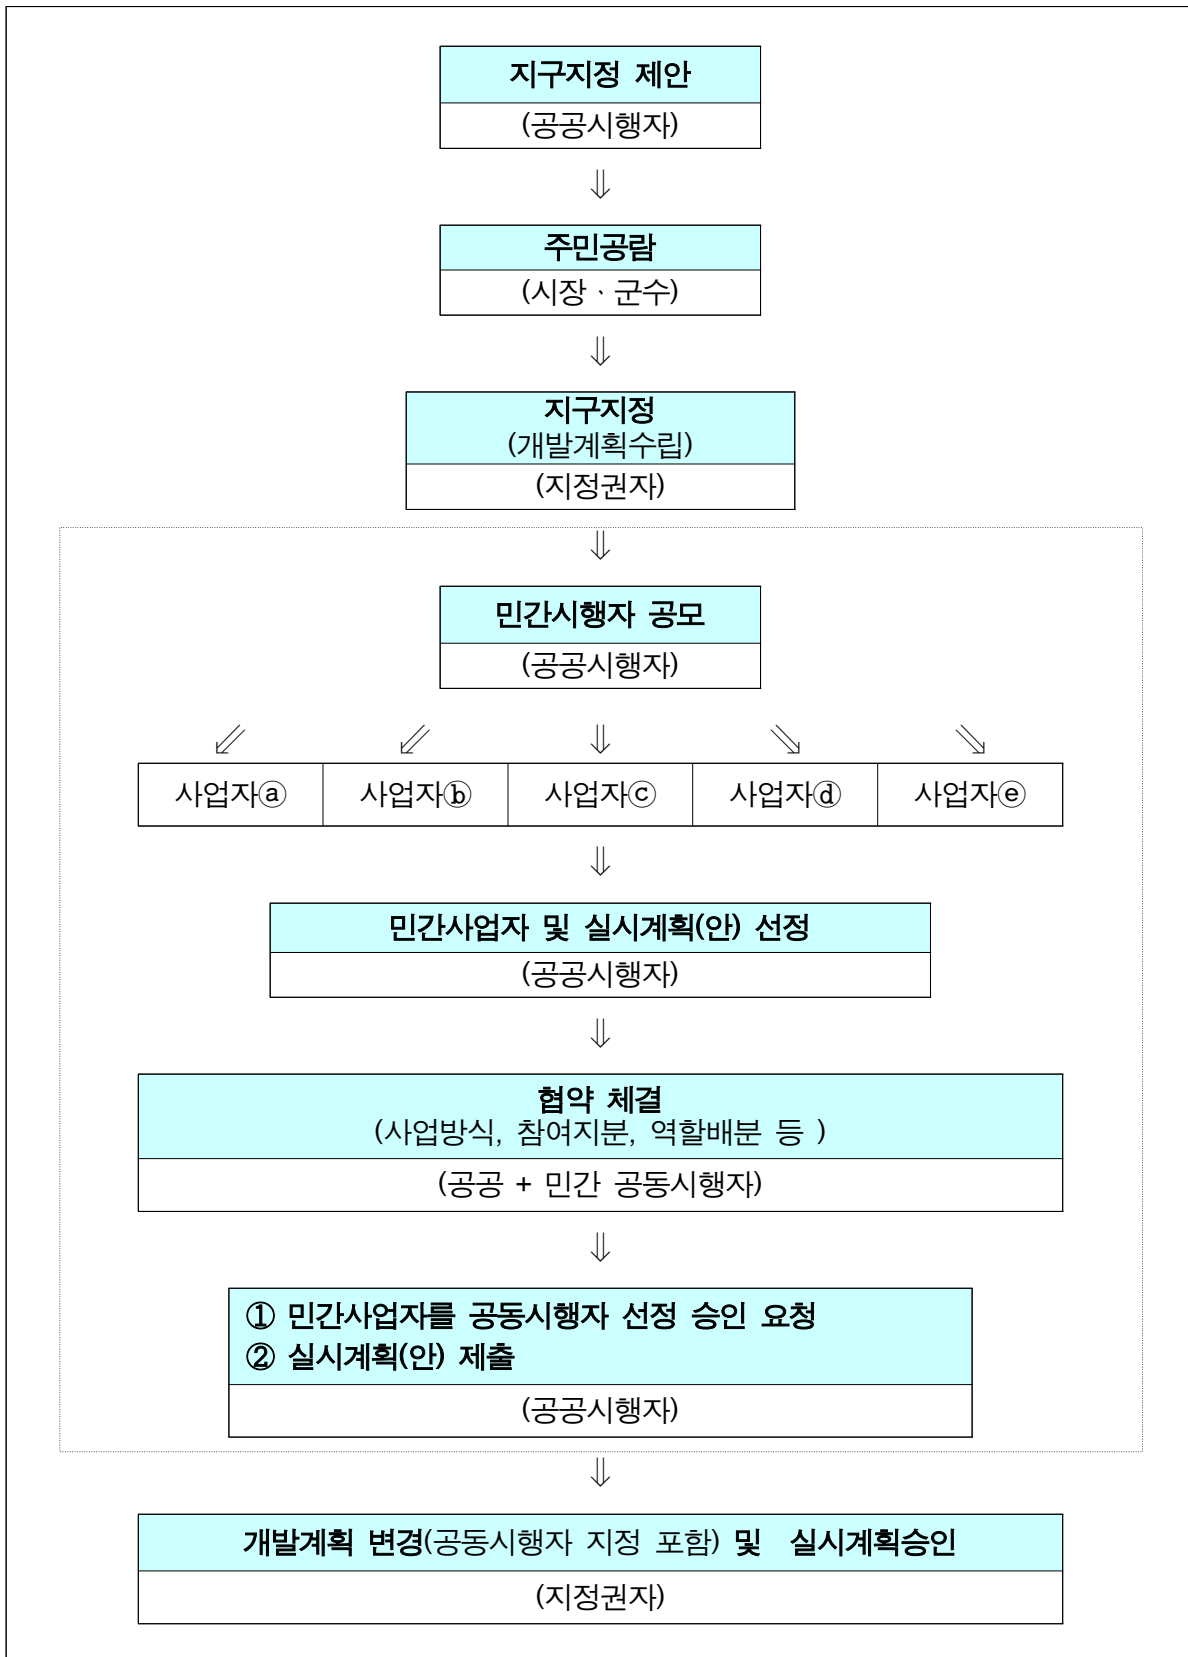 지구지정 제안
(공공시행자)
⇓
주민공람
(시장ㆍ군수)
⇓
지구지정
(개발계획수립)
(지정권자)
⇓
민간시행자 공모
(공공시행자)
⇙ ⇙ ⇓ ⇘ ⇘
사업자ⓐ 사업자ⓑ 사업자ⓒ 사업자ⓓ 사업자ⓔ
⇓
민간사업자 및 실시계획(안) 선정
(공공시행자)
⇓
협약 체결
(사업방식, 참여지분, 역할배분 등 )
(공공 + 민간 공동시행자)
⇓
① 민간사업자를 공동시행자 선정 승인 요청
② 실시계획(안) 제출
(공공시행자)
⇓
개발계획 변경(공동시행자 지정 포함) 및 실시계획승인
(지정권자)